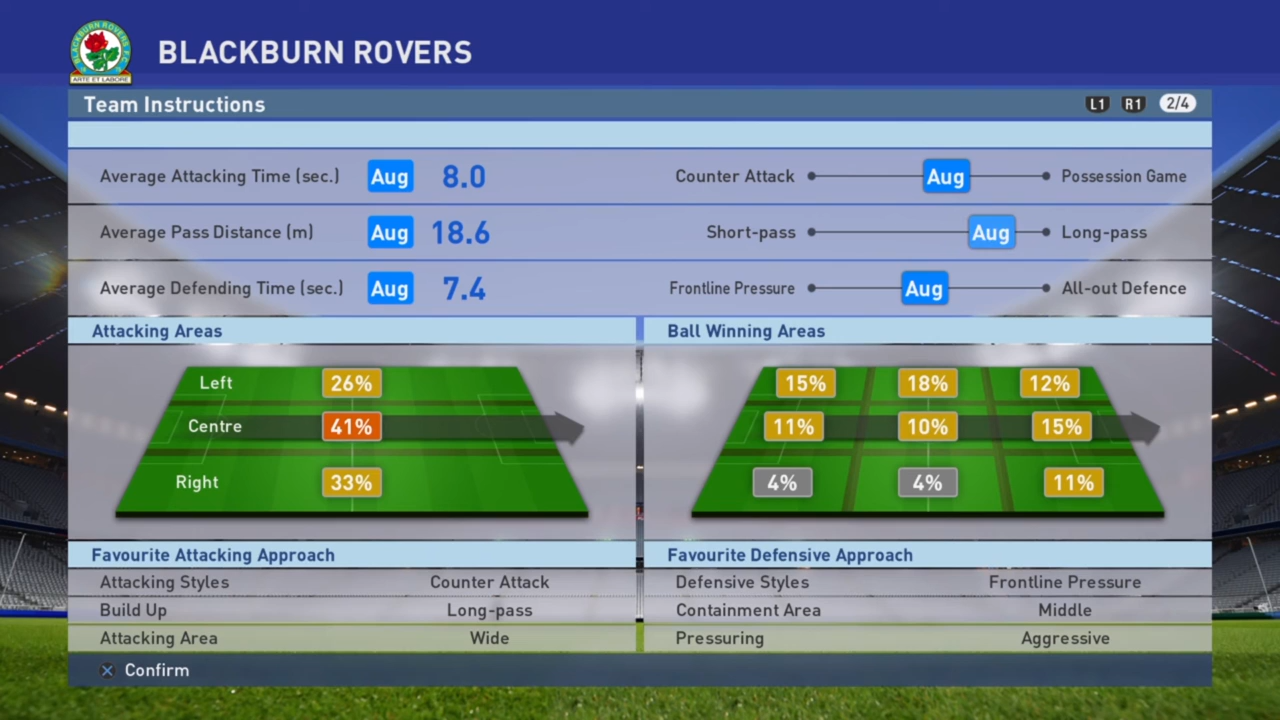 BLACKBURN ROVERS F.C.
ARTE ET LABORE
BLACKBURN ROVERS
Team Instructions L1 R1 2/4
Average Attacking Time (sec.) Aug 8.0 Counter Attack Aug Possession Game
Average Pass Distance (m) Aug 18.6 Short-pass Aug Long-pass
Average Defending Time (sec.) Aug 7.4 Frontline Pressure Aug All-out Defence
Attacking Areas Ball Winning Areas
Left 26% 15% 18% 12%
Centre 41% 11% 10% 15%
Right 33% 4% 4% 11%
Favourite Attacking Approach Favourite Defensive Approach
Attacking Styles Counter Attack Defensive Styles Frontline Pressure
Build Up Long-pass Containment Area Middle
Attacking Area Wide Pressuring Aggressive
Confirm